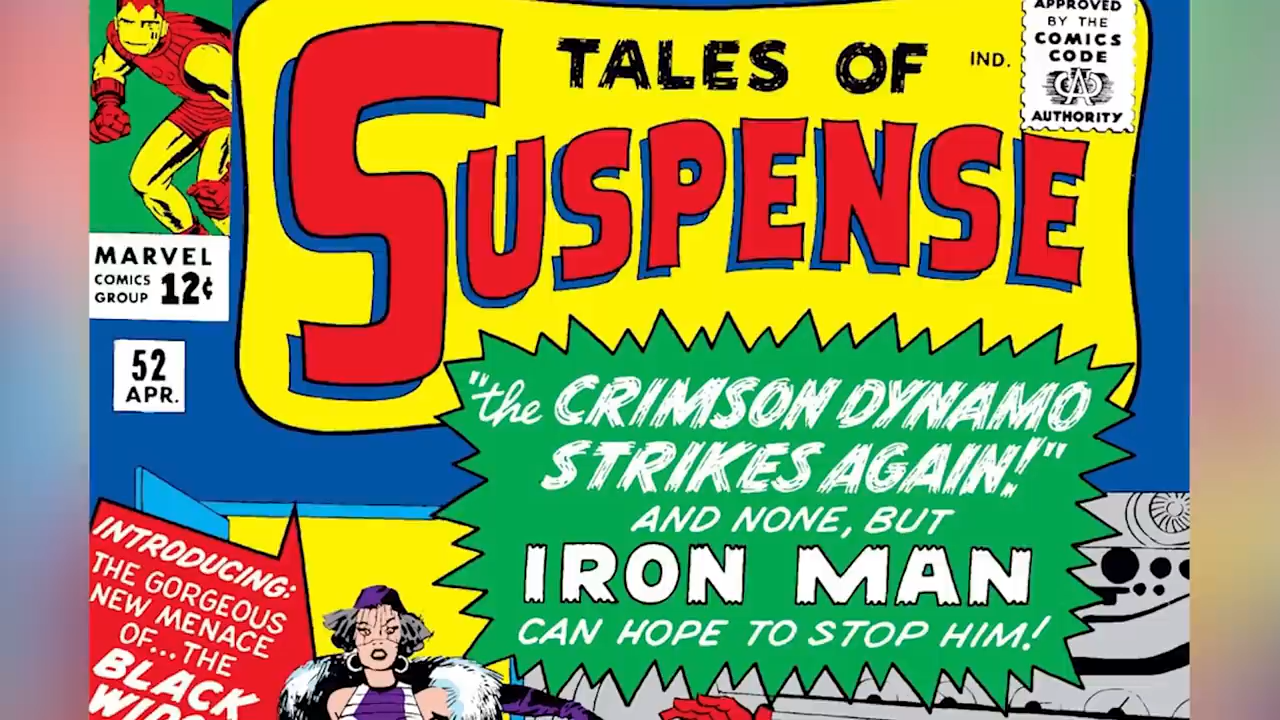 TALES OF
SUSPENSE
IND.
APPROVED
BY THE
COMICS
CODE
CA
AUTHORITY
MARVEL
COMICS
GROUP 12¢
52
APR.
"the CRIMSON DYNAMO
STRIKES AGAIN!"
AND NONE, BUT
IRON MAN
CAN HOPE TO STOP HIM!
INTRODUCING:
THE GORGEOUS
NEW MENACE
OF...THE
BLACK
WIDOW